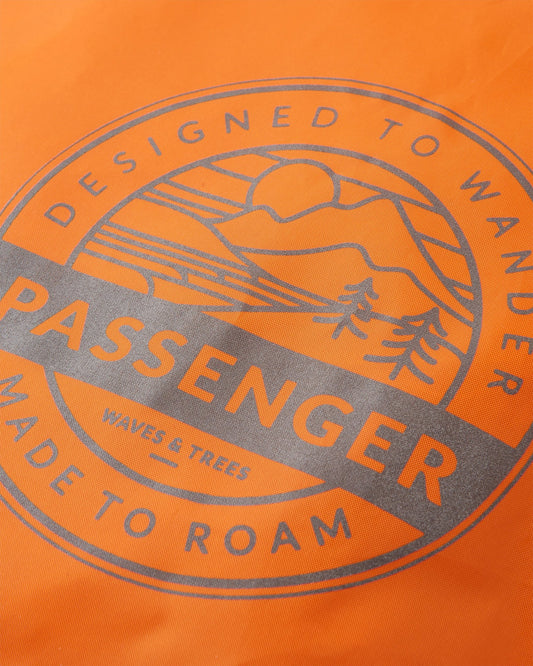 DESIGNED TO WANDER
PASSENGER
WAVES & TREES
MADE TO ROAM